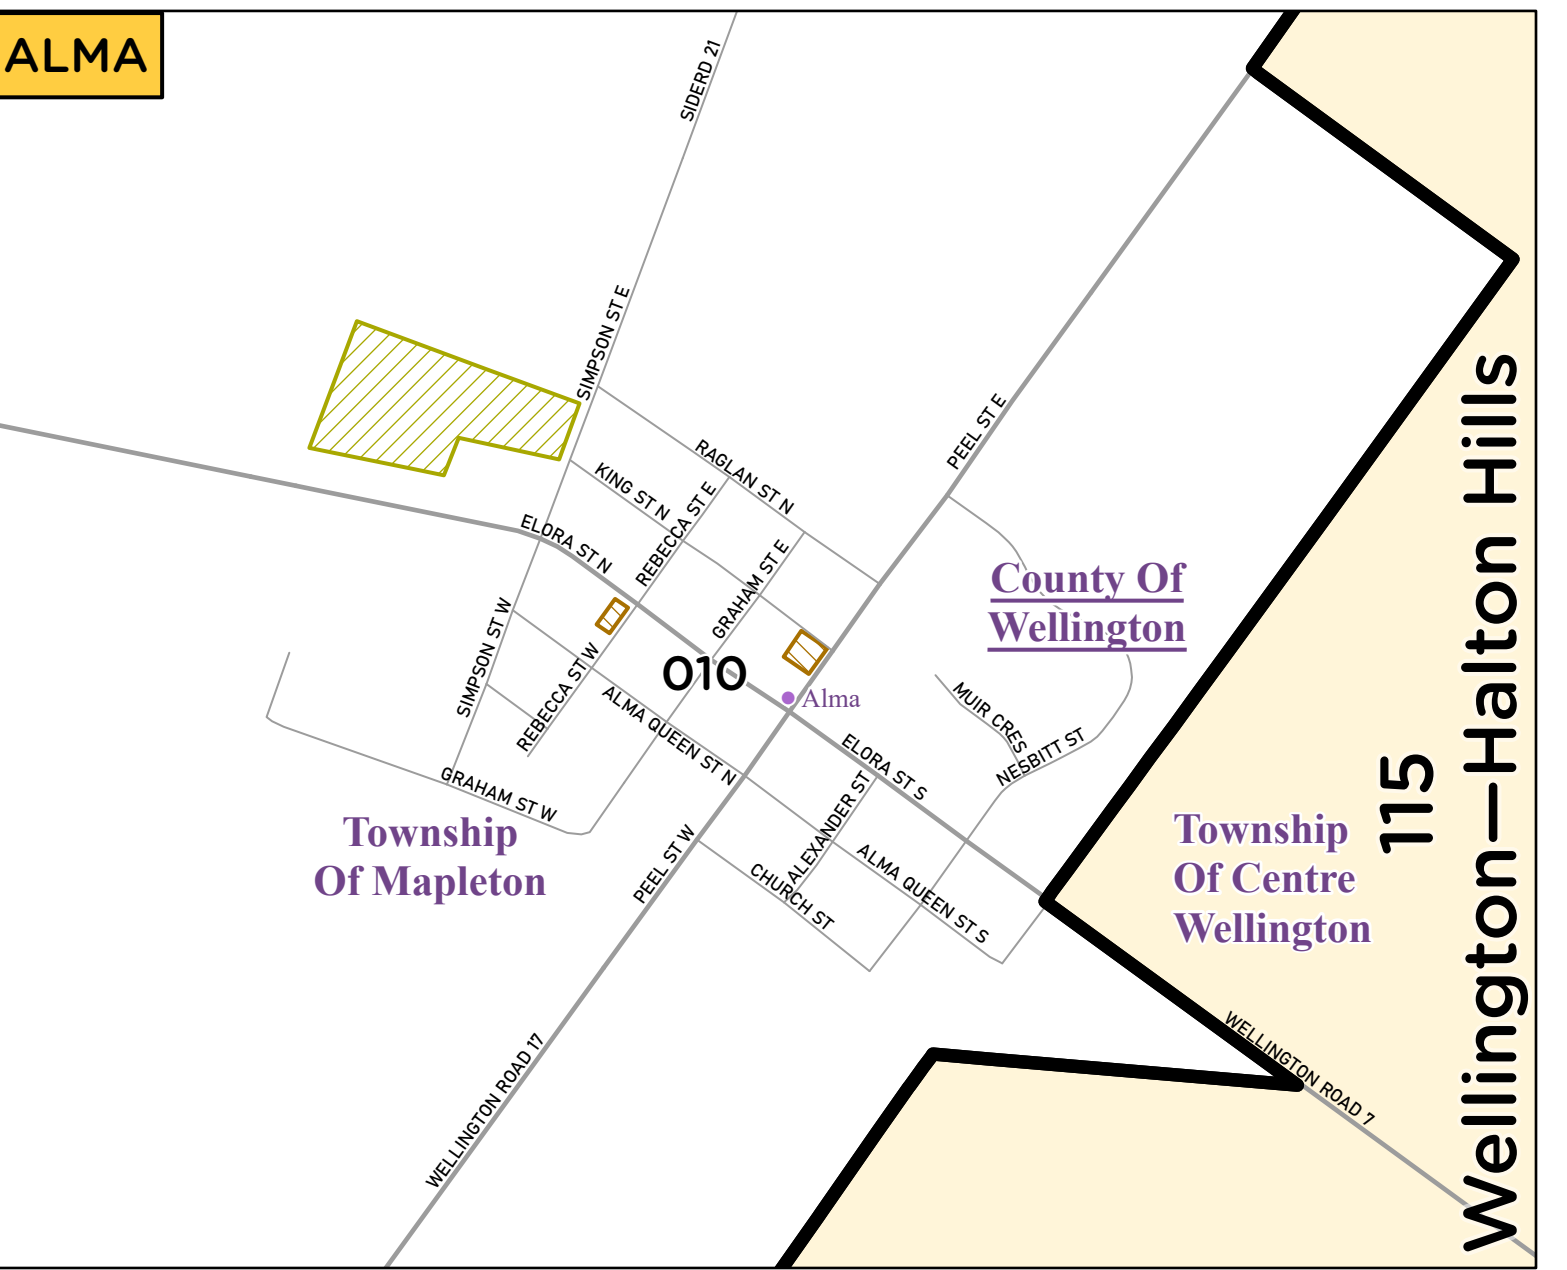 ALMA
SIDERD 21
SIMPSON ST E
RAGLAN ST N
KING ST N
REBECCA ST E
PEEL ST E
ELORA ST N
GRAHAM ST E
County Of
Wellington
SIMPSON ST W
REBECCA ST W
010
Alma
ALMA QUEEN ST N
MUIR CRES
NESBITT ST
ELORA ST S
GRAHAM ST W
Township
Of Mapleton
PEEL ST W
ALEXANDER ST
CHURCH ST
ALMA QUEEN ST S
Township
Of Centre
Wellington
115
Wellington—Halton Hills
WELLINGTON ROAD 17
WELLINGTON ROAD 7